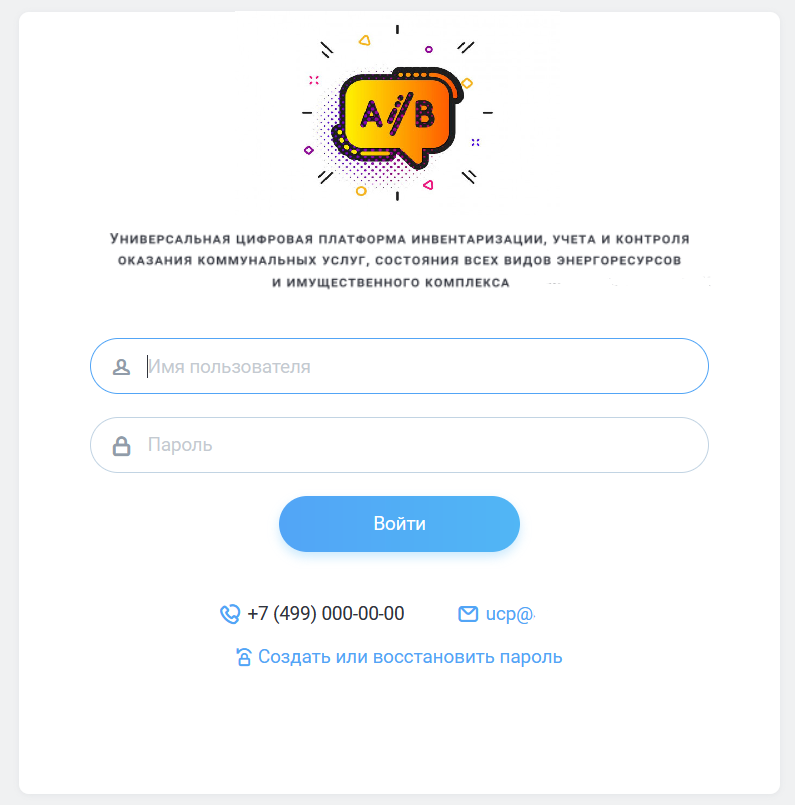 A//B
Универсальная цифровая платформа инвентаризации, учета и контроля
оказания коммунальных услуг, состояния всех видов энергоресурсов
и имущественного комплекса
Имя пользователя
Пароль
Войти
+7 (499) 000-00-00 ucp@
Создать или восстановить пароль